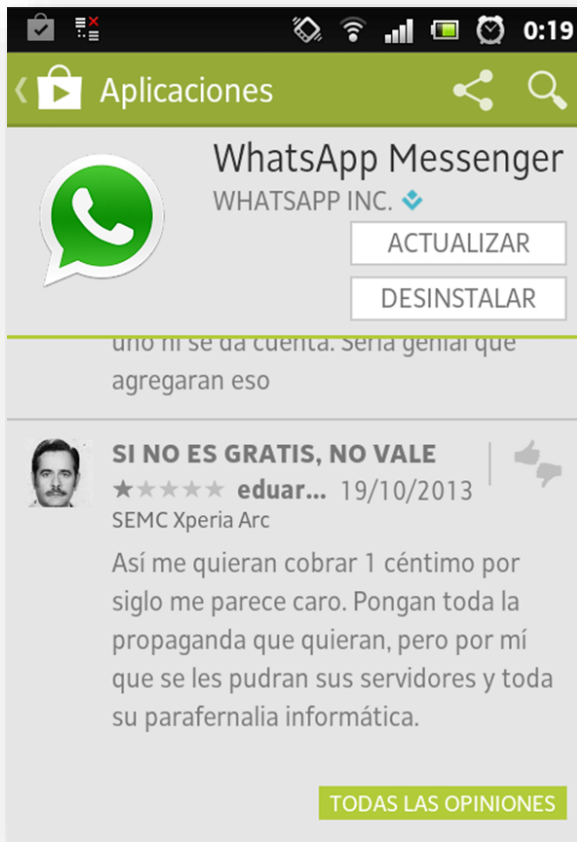 0:19
Aplicaciones
WhatsApp Messenger
WHATSAPP INC.
ACTUALIZAR
DESINSTALAR
uno ni se da cuenta. Sería genial que
agregaran eso
SI NO ES GRATIS, NO VALE
eduar... 19/10/2013
SEMC Xperia Arc
Así me quieran cobrar 1 céntimo por
siglo me parece caro. Pongan toda la
propaganda que quieran, pero por mí
que se les pudran sus servidores y toda
su parafernalia informática.
TODAS LAS OPINIONES